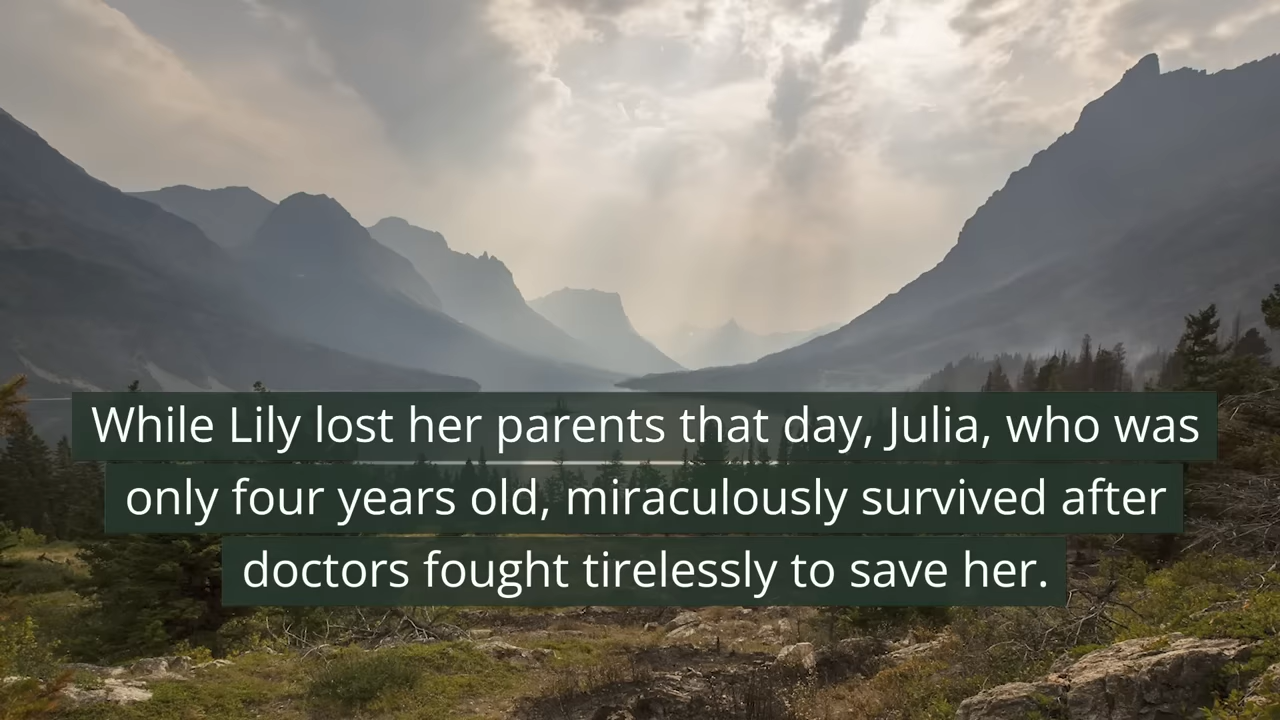 While Lily lost her parents that day, Julia, who was
only four years old, miraculously survived after
doctors fought tirelessly to save her.